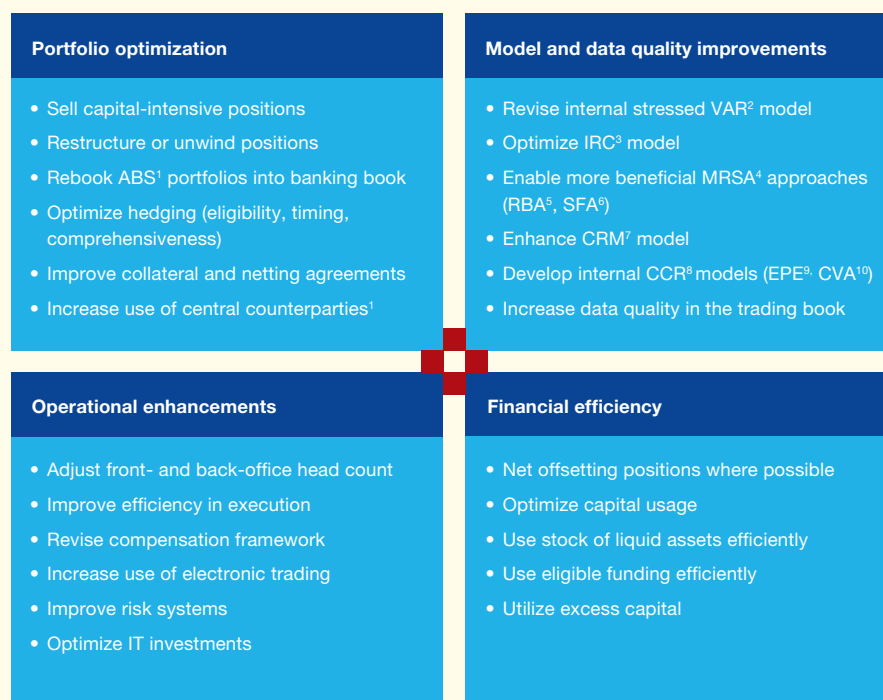 Portfolio optimization
• Sell capital-intensive positions
• Restructure or unwind positions
• Rebook ABS¹ portfolios into banking book
• Optimize hedging (eligibility, timing,
comprehensiveness)
• Improve collateral and netting agreements
• Increase use of central counterparties¹
Model and data quality improvements
• Revise internal stressed VAR² model
• Optimize IRC³ model
• Enable more beneficial MRSA⁴ approaches
(RBA⁵, SFA⁶)
• Enhance CRM⁷ model
• Develop internal CCR⁸ models (EPE⁹, CVA¹⁰)
• Increase data quality in the trading book
Operational enhancements
• Adjust front- and back-office head count
• Improve efficiency in execution
• Revise compensation framework
• Increase use of electronic trading
• Improve risk systems
• Optimize IT investments
Financial efficiency
• Net offsetting positions where possible
• Optimize capital usage
• Use stock of liquid assets efficiently
• Use eligible funding efficiently
• Utilize excess capital